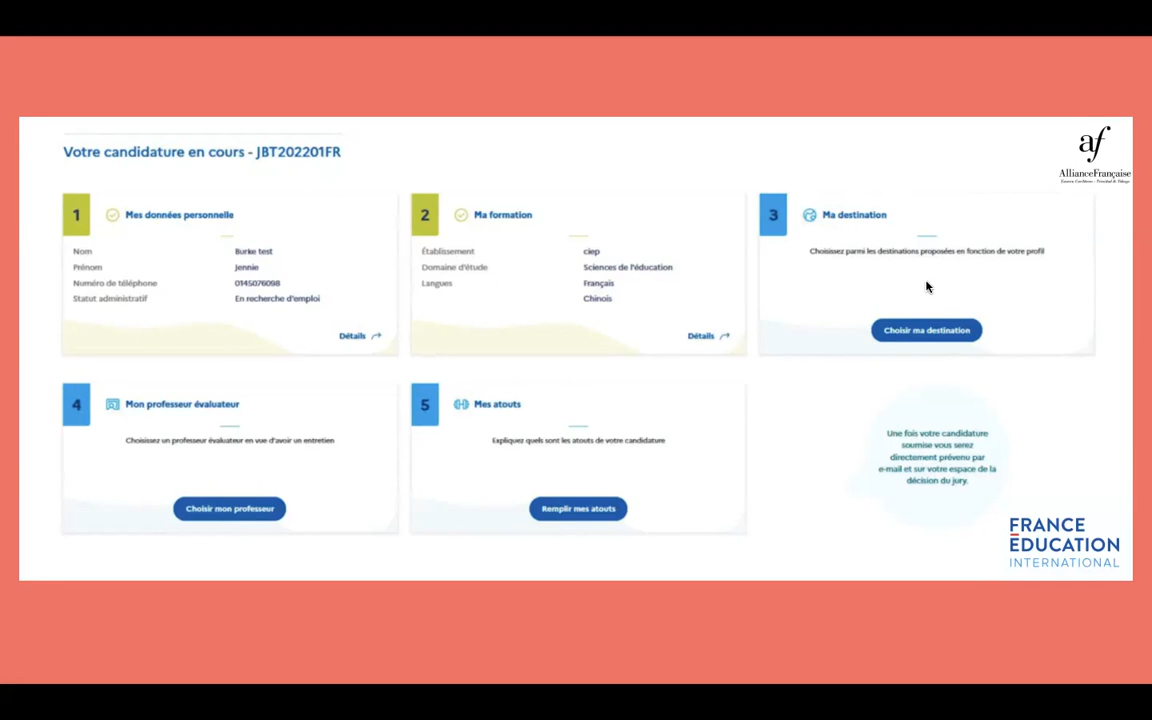 Votre candidature en cours - JBT202201FR
AllianceFrançaise
1
Mes données personnelle
Nom
Burke test
Prénom
Jennie
Numéro de téléphone
0145076098
Statut administratif
En recherche d'emploi
Détails
2
Ma formation
Établissement
ciep
Domaine d'étude
Sciences de l'éducation
Langues
Français
Chinois
Détails
3
Ma destination
Choisissez parmi les destinations proposées en fonction de votre profil
Choisir ma destination
4
Mon professeur évaluateur
Choisissez un professeur évaluateur en vue d'avoir un entretien
Choisir mon professeur
5
Mes atouts
Expliquez quels sont les atouts de votre candidature
Remplir mes atouts
Une fois votre candidature
soumise vous serez
directement prévenu par
e-mail et sur votre espace de la
décision du jury.
FRANCE
EDUCATION
INTERNATIONAL